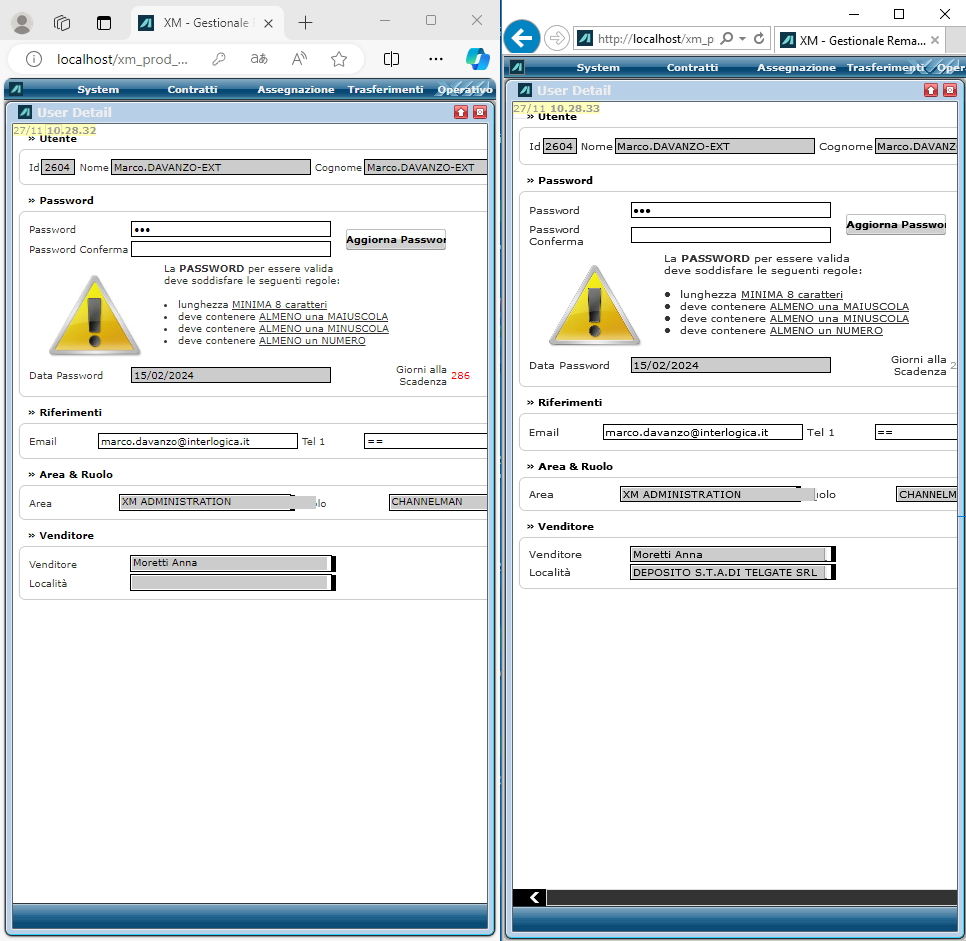 XM - Gestionale
localhost/xm_prod_...
System Contratti Assegnazione Trasferimenti Operativo
User Detail
27/11 10.28.32
» Utente
Id 2604 Nome Marco.DAVANZO-EXT Cognome Marco.DAVANZO-EXT
» Password
Password •••
Aggiorna Passwor
Password Conferma
La PASSWORD per essere valida
deve soddisfare le seguenti regole:
• lunghezza MINIMA 8 caratteri
• deve contenere ALMENO una MAIUSCOLA
• deve contenere ALMENO una MINUSCOLA
• deve contenere ALMENO un NUMERO
Data Password 15/02/2024
Giorni alla
Scadenza 286
» Riferimenti
Email marco.davanzo@interlogica.it Tel 1 ==
» Area & Ruolo
Area XM ADMINISTRATION olo CHANNELMAN
» Venditore
Venditore Moretti Anna
Località
http://localhost/xm_p
XM - Gestionale Rema...
System Contratti Assegnazione Trasferimenti Oper
User Detail
27/11 10.28.33
» Utente
Id 2604 Nome Marco.DAVANZO-EXT Cognome Marco.DAVANZ
» Password
Password •••
Aggiorna Passwor
Password
Conferma
La PASSWORD per essere valida
deve soddisfare le seguenti regole:
• lunghezza MINIMA 8 caratteri
• deve contenere ALMENO una MAIUSCOLA
• deve contenere ALMENO una MINUSCOLA
• deve contenere ALMENO un NUMERO
Data Password 15/02/2024
Giorni alla
Scadenza 2
» Riferimenti
Email marco.davanzo@interlogica.it Tel 1 ==
» Area & Ruolo
Area XM ADMINISTRATION olo CHANNELM
» Venditore
Venditore Moretti Anna
Località DEPOSITO S.T.A.DI TELGATE SRL